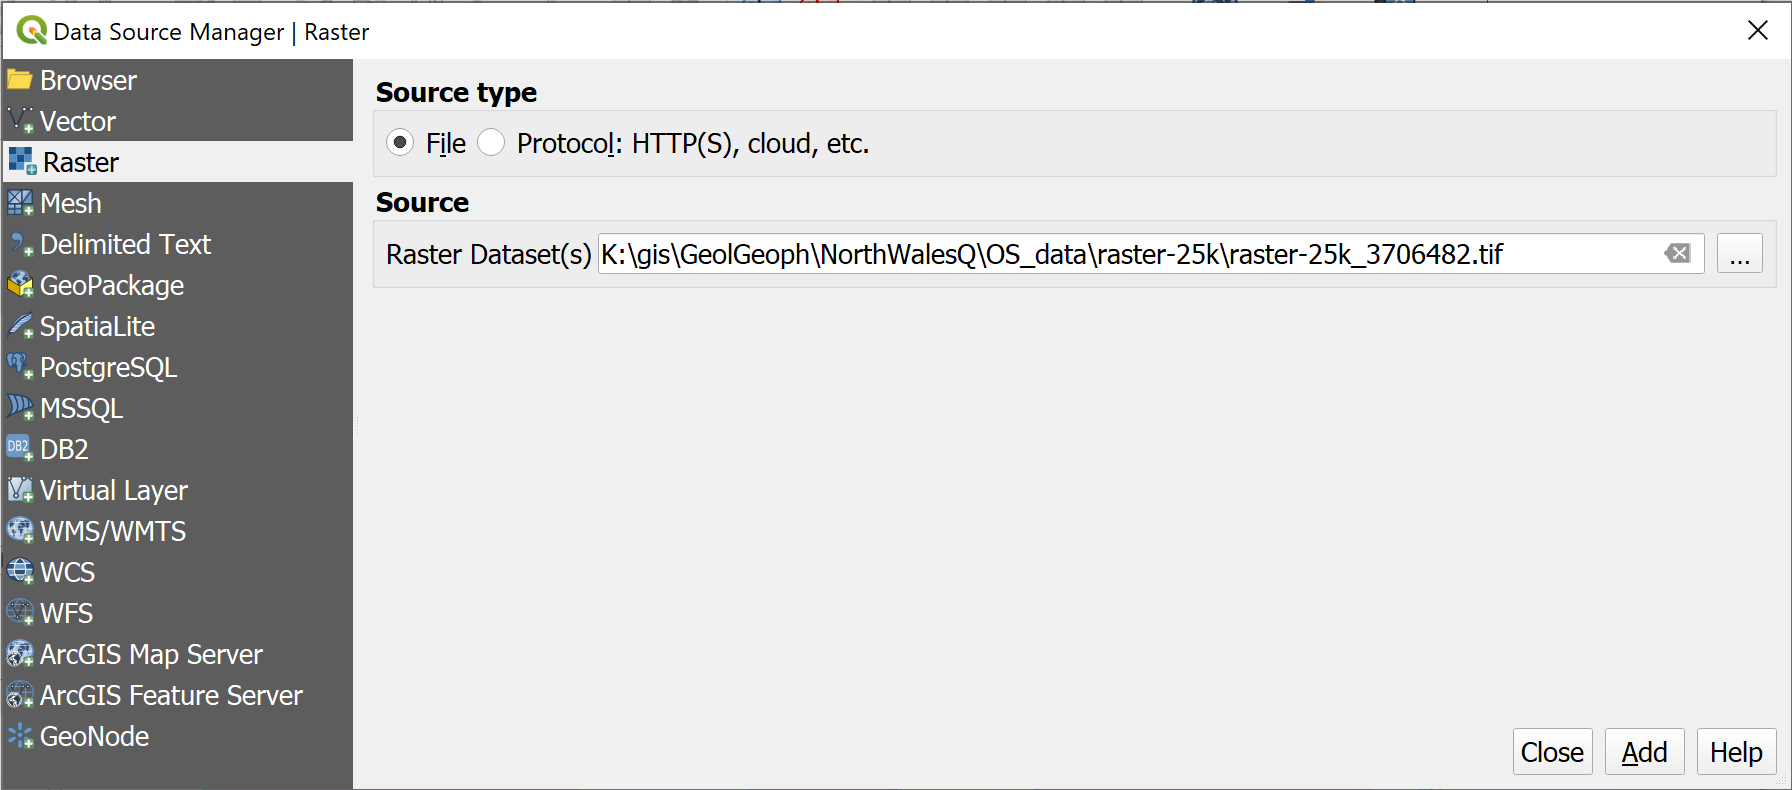 Data Source Manager | Raster
Browser
Vector
Raster
Mesh
Delimited Text
GeoPackage
SpatiaLite
PostgreSQL
MSSQL
DB2
DB2
Virtual Layer
WMS/WMTS
WCS
WFS
ArcGIS Map Server
ArcGIS Feature Server
GeoNode
Source type
File
Protocol: HTTP(S), cloud, etc.
Source
Raster Dataset(s) K:\gis\GeolGeoph\NorthWalesQ\OS_data\raster-25k\raster-25k_3706482.tif ...
Close Add Help